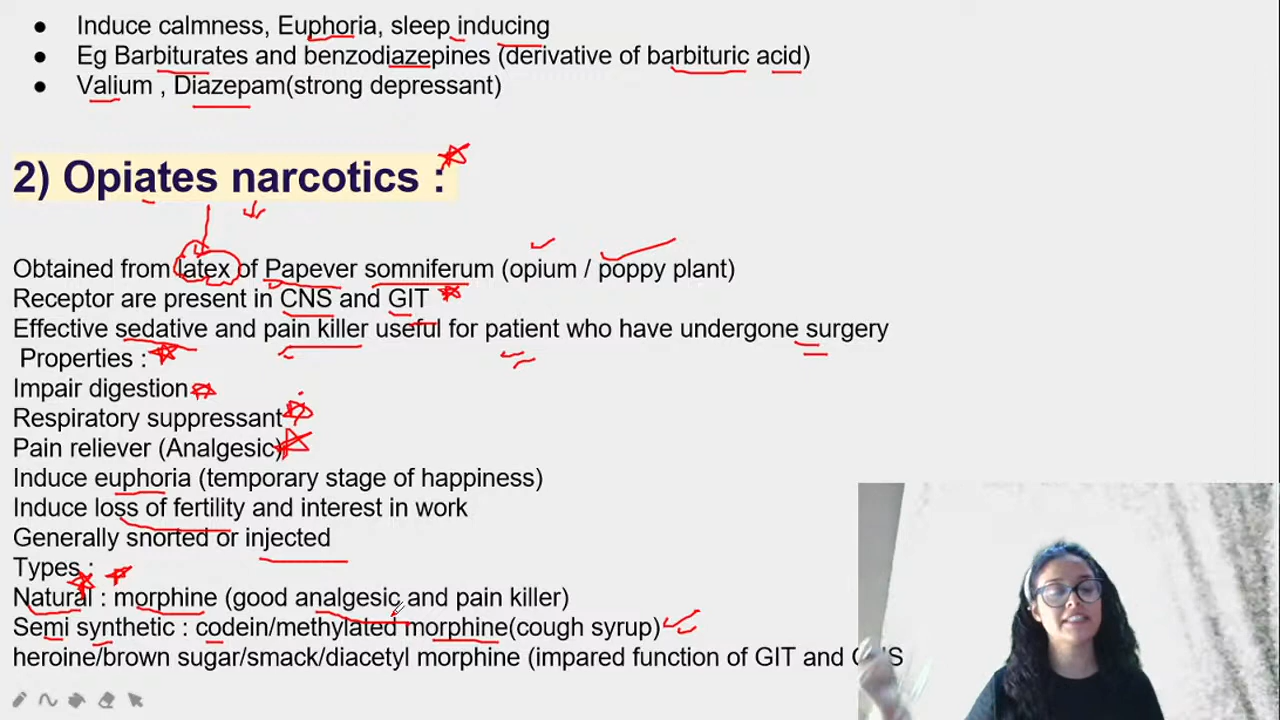 ● Induce calmness, Euphoria, sleep inducing
● Eg Barbiturates and benzodiazepines (derivative of barbituric acid)
● Valium , Diazepam(strong depressant)
2) Opiates narcotics :
Obtained from latex of Papever somniferum (opium / poppy plant)
Receptor are present in CNS and GIT
Effective sedative and pain killer useful for patient who have undergone surgery
Properties :
Impair digestion
Respiratory suppressant
Pain reliever (Analgesic)
Induce euphoria (temporary stage of happiness)
Induce loss of fertility and interest in work
Generally snorted or injected
Types :
Natural : morphine (good analgesic and pain killer)
Semi synthetic : codein/methylated morphine(cough syrup)
heroine/brown sugar/smack/diacetyl morphine (impared function of GIT and